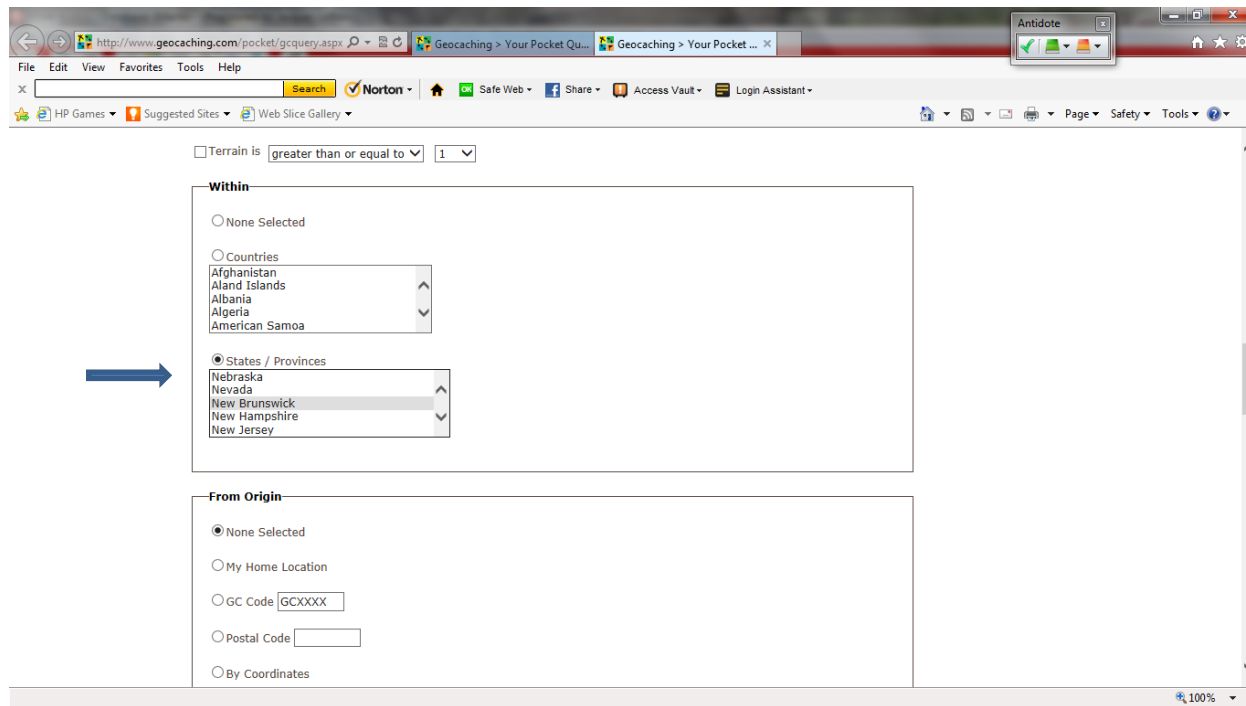 Antidote x
http://www.geocaching.com/pocket/gcquery.aspx Geocaching > Your Pocket Qu... Geocaching > Your Pocket ... ×
File Edit View Favorites Tools Help
x Search Norton OK Safe Web f Share Access Vault Login Assistant
HP Games Suggested Sites Web Slice Gallery Page Safety Tools
Terrain is greater than or equal to 1
Within
None Selected
Countries
Afghanistan
Aland Islands
Albania
Algeria
American Samoa
States / Provinces
Nebraska
Nevada
New Brunswick
New Hampshire
New Jersey
From Origin
None Selected
My Home Location
GC Code GCXXXX
Postal Code
By Coordinates
100%